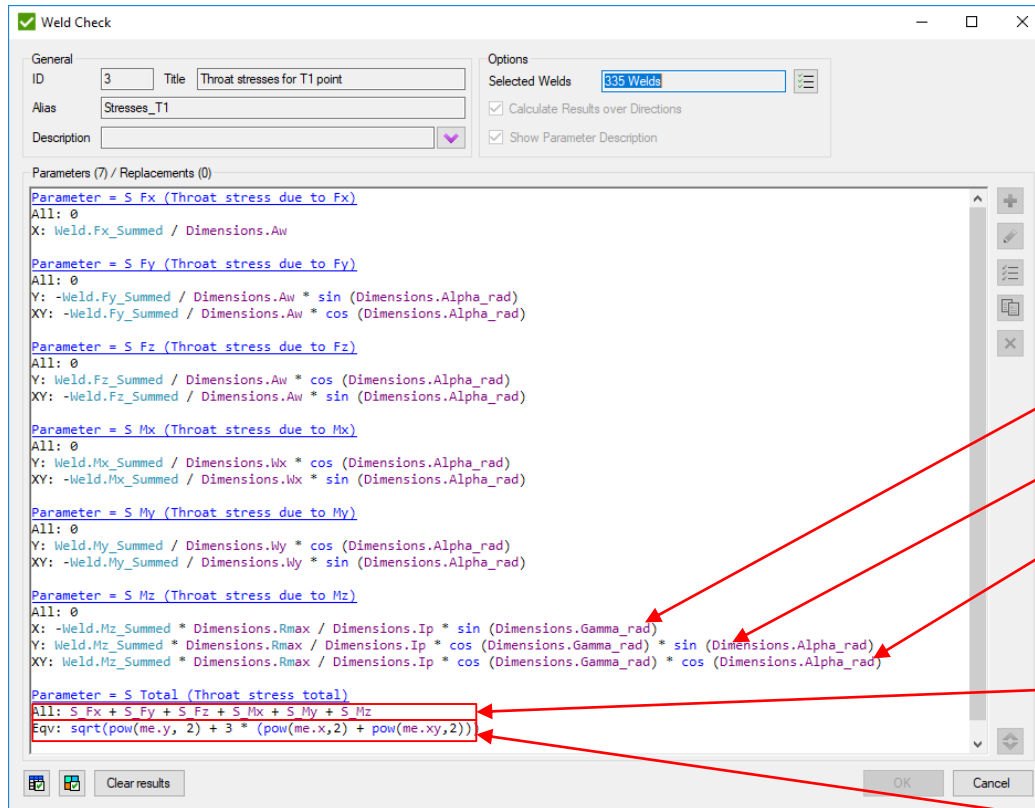 Weld Check
General
ID 3 Title Throat stresses for T1 point
Alias Stresses_T1
Description
Options
Selected Welds 335 Welds
Calculate Results over Directions
Show Parameter Description
Parameters (7) / Replacements (0)
Parameter = S Fx (Throat stress due to Fx)
All: 0
X: Weld.Fx_Summed / Dimensions.Aw
Parameter = S Fy (Throat stress due to Fy)
All: 0
Y: -Weld.Fy_Summed / Dimensions.Aw * sin (Dimensions.Alpha_rad)
XY: -Weld.Fy_Summed / Dimensions.Aw * cos (Dimensions.Alpha_rad)
Parameter = S Fz (Throat stress due to Fz)
All: 0
Y: Weld.Fz_Summed / Dimensions.Aw * cos (Dimensions.Alpha_rad)
XY: -Weld.Fz_Summed / Dimensions.Aw * sin (Dimensions.Alpha_rad)
Parameter = S Mx (Throat stress due to Mx)
All: 0
Y: Weld.Mx_Summed / Dimensions.Wx * cos (Dimensions.Alpha_rad)
XY: -Weld.Mx_Summed / Dimensions.Wx * sin (Dimensions.Alpha_rad)
Parameter = S My (Throat stress due to My)
All: 0
Y: Weld.My_Summed / Dimensions.Wy * cos (Dimensions.Alpha_rad)
XY: -Weld.My_Summed / Dimensions.Wy * sin (Dimensions.Alpha_rad)
Parameter = S Mz (Throat stress due to Mz)
All: 0
X: -Weld.Mz_Summed * Dimensions.Rmax / Dimensions.Ip * sin (Dimensions.Gamma_rad)
Y: Weld.Mz_Summed * Dimensions.Rmax / Dimensions.Ip * cos (Dimensions.Gamma_rad) * sin (Dimensions.Alpha_rad)
XY: Weld.Mz_Summed * Dimensions.Rmax / Dimensions.Ip * cos (Dimensions.Gamma_rad) * cos (Dimensions.Alpha_rad)
Parameter = S Total (Throat stress total)
All: S_Fx + S_Fy + S_Fz + S_Mx + S_My + S_Mz
Eqv: sqrt(pow(me.y, 2) + 3 * (pow(me.x,2) + pow(me.xy,2)))
Clear results OK Cancel